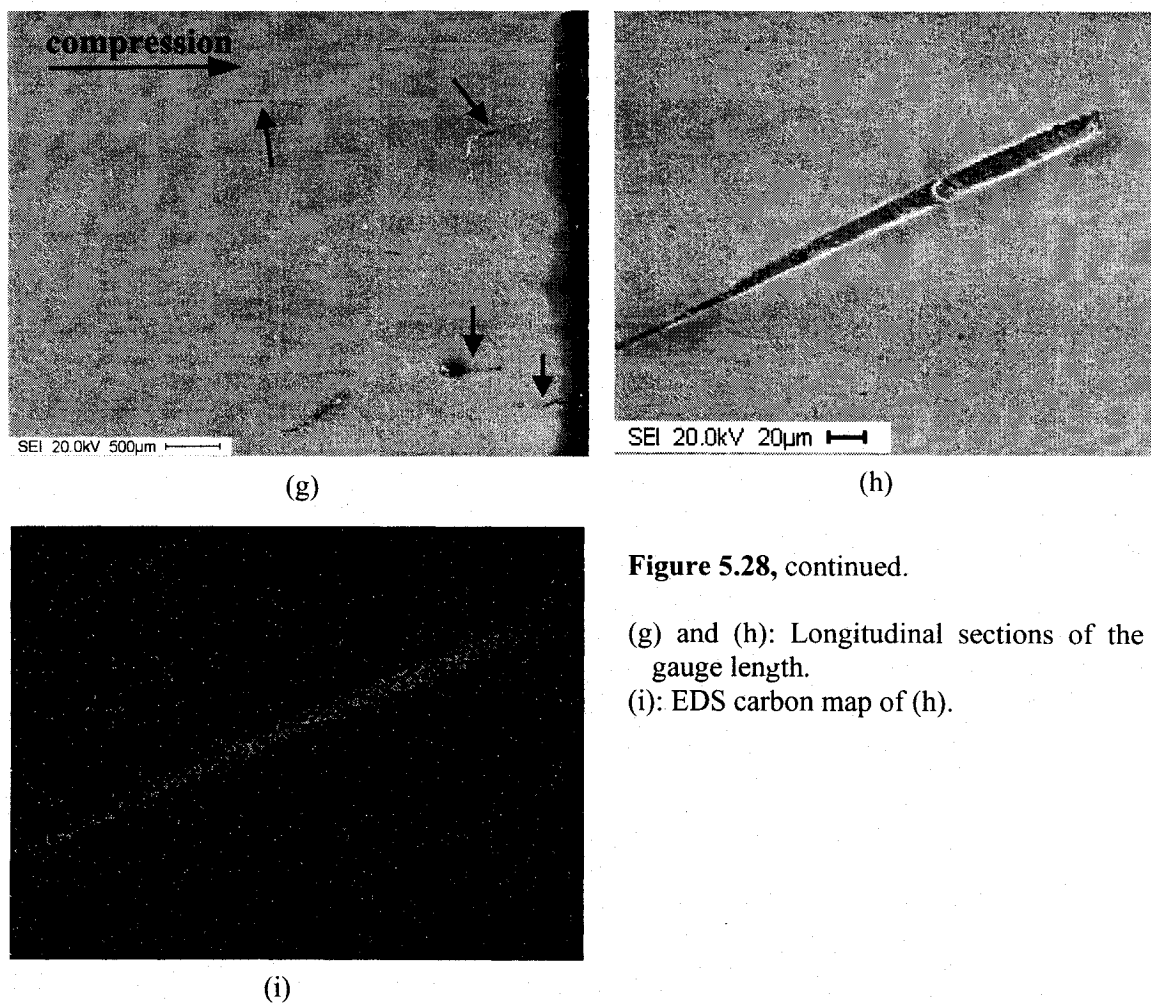 compression
SEI 20.0kV 500µm
(g)
SEI 20.0kV 20µm
(h)
(i)
Figure 5.28, continued.
(g) and (h): Longitudinal sections of the
gauge length.
(i): EDS carbon map of (h).